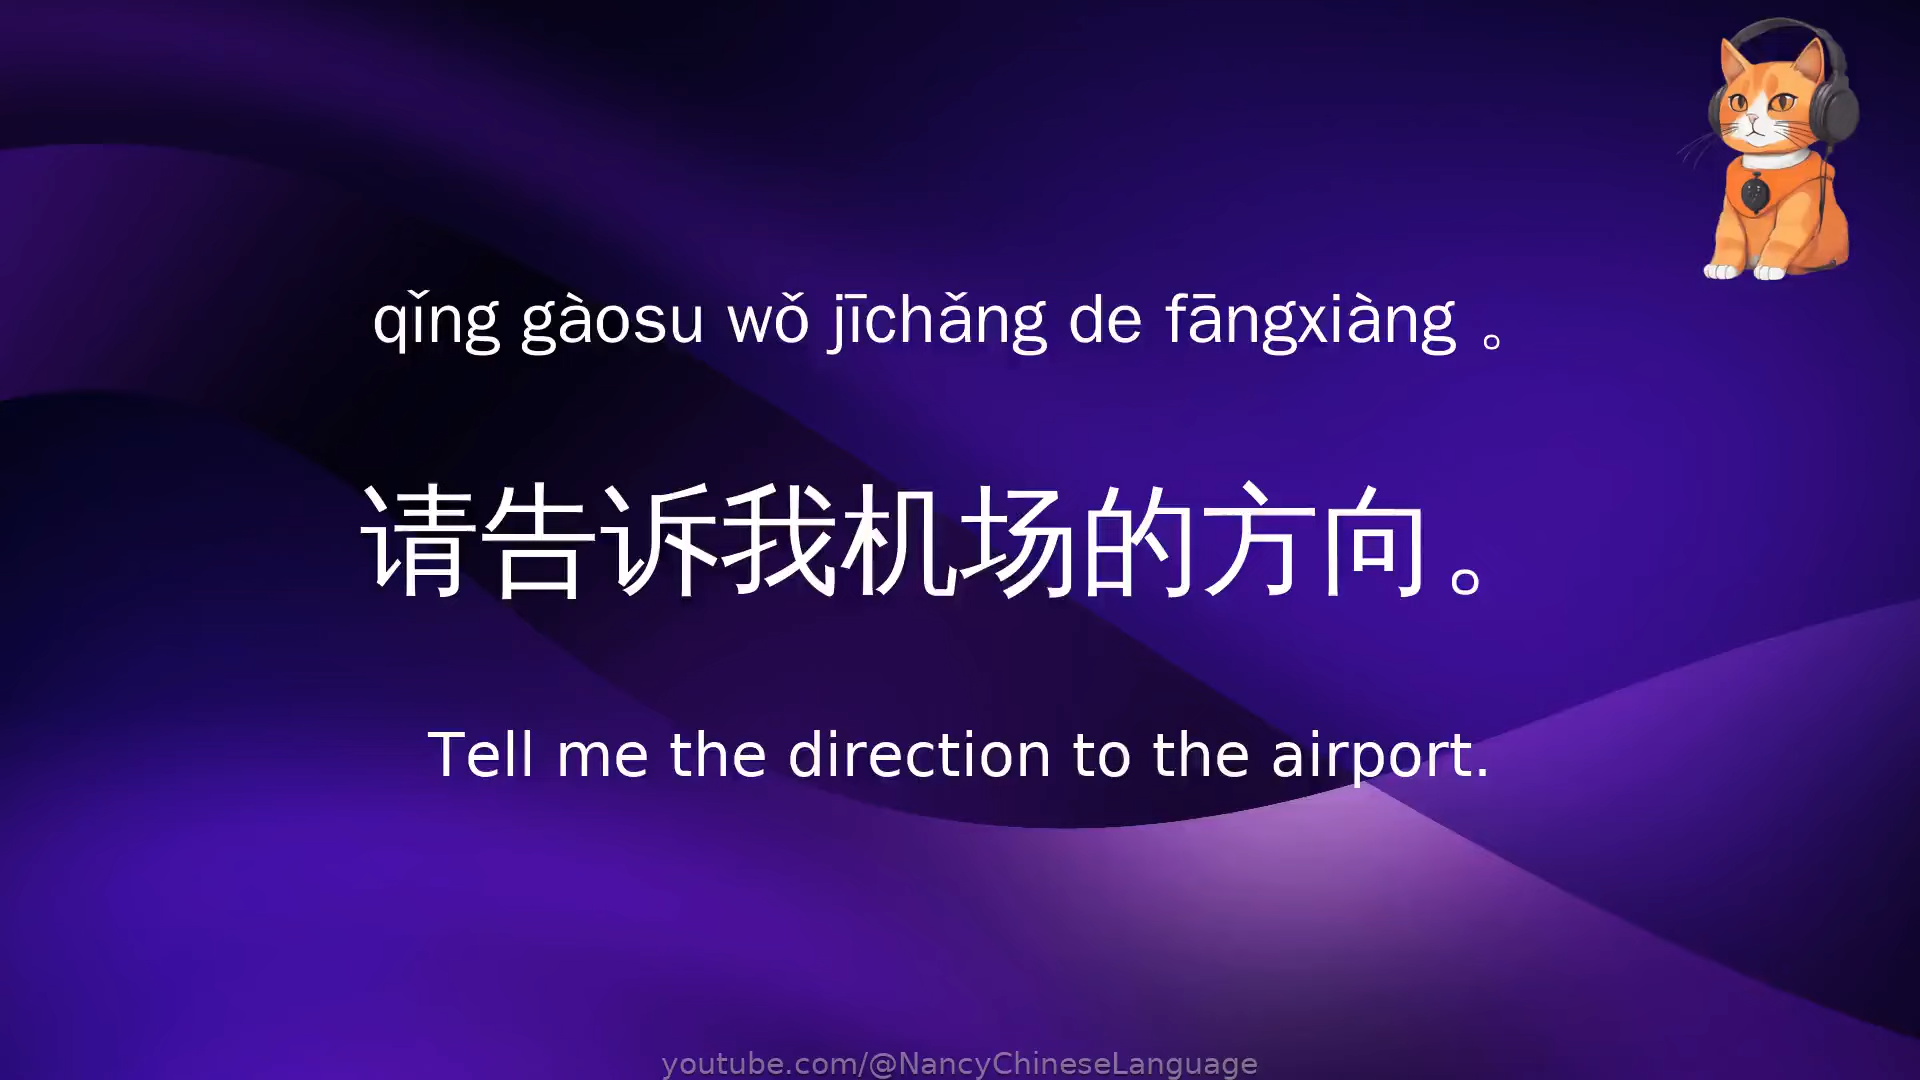 qǐng gàosu wǒ jīchǎng de fāngxiàng 。
请告诉我机场的方向。
Tell me the direction to the airport.
youtube.com/@NancyChineseLanguage